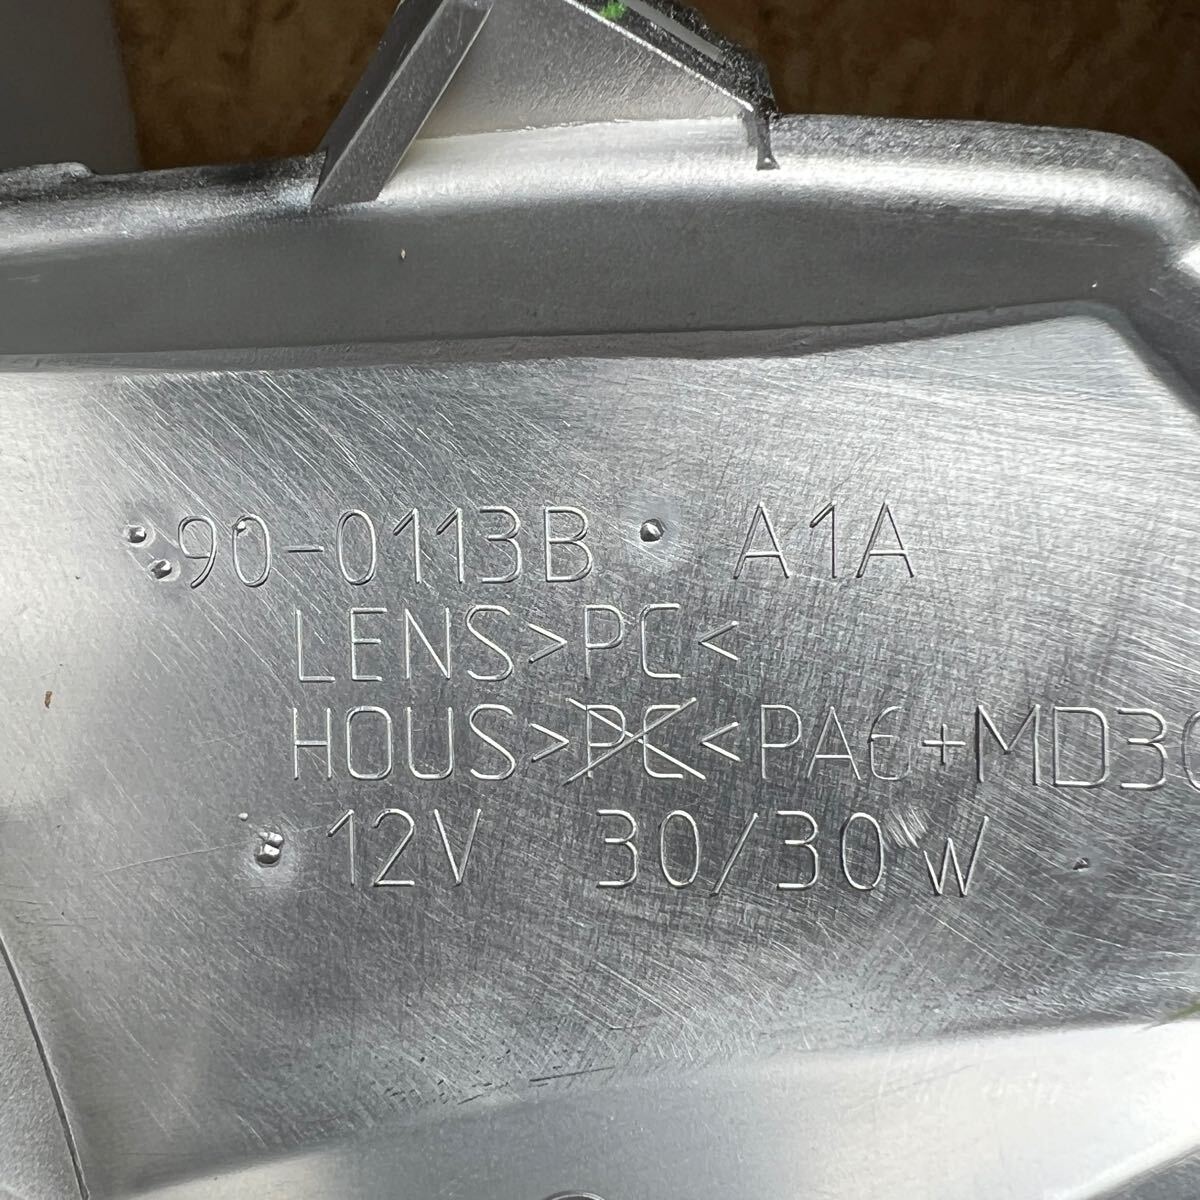 90-0113B A1A
LENS>PC<
HOUS>PC<PA6+MD30
12V 30/30W